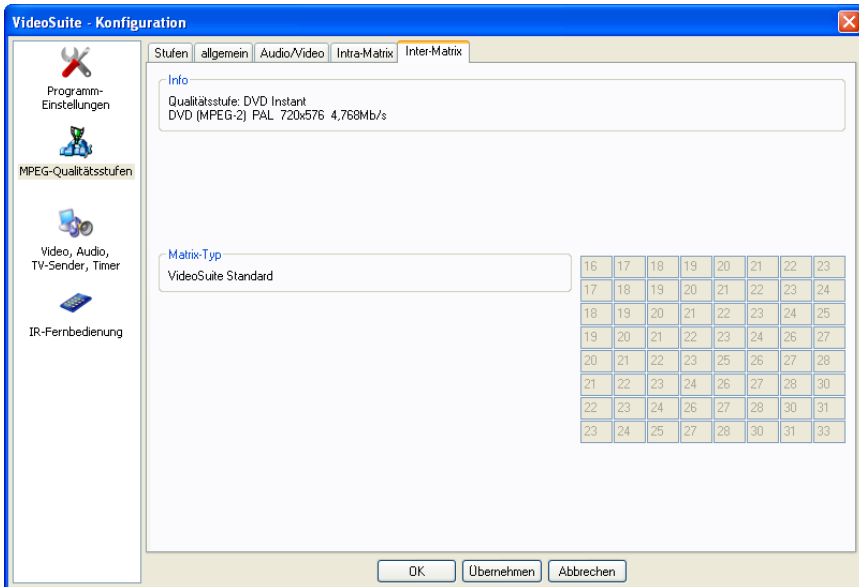 VideoSuite - Konfiguration
Programm-
Einstellungen
MPEG-Qualitätsstufen
Video, Audio,
TV-Sender, Timer
IR-Fernbedienung
Stufen allgemein Audio/Video Intra-Matrix Inter-Matrix
Info
Qualitätsstufe: DVD Instant
DVD (MPEG-2) PAL 720x576 4,768Mb/s
Matrix-Typ
VideoSuite Standard
16 17 18 19 20 21 22 23
17 18 19 20 21 22 23 24
18 19 20 21 22 23 24 25
19 20 21 22 23 24 26 27
20 21 22 23 25 26 27 28
21 22 23 24 26 27 28 30
22 23 24 26 27 28 30 31
23 24 25 27 28 30 31 33
OK Übernehmen Abbrechen